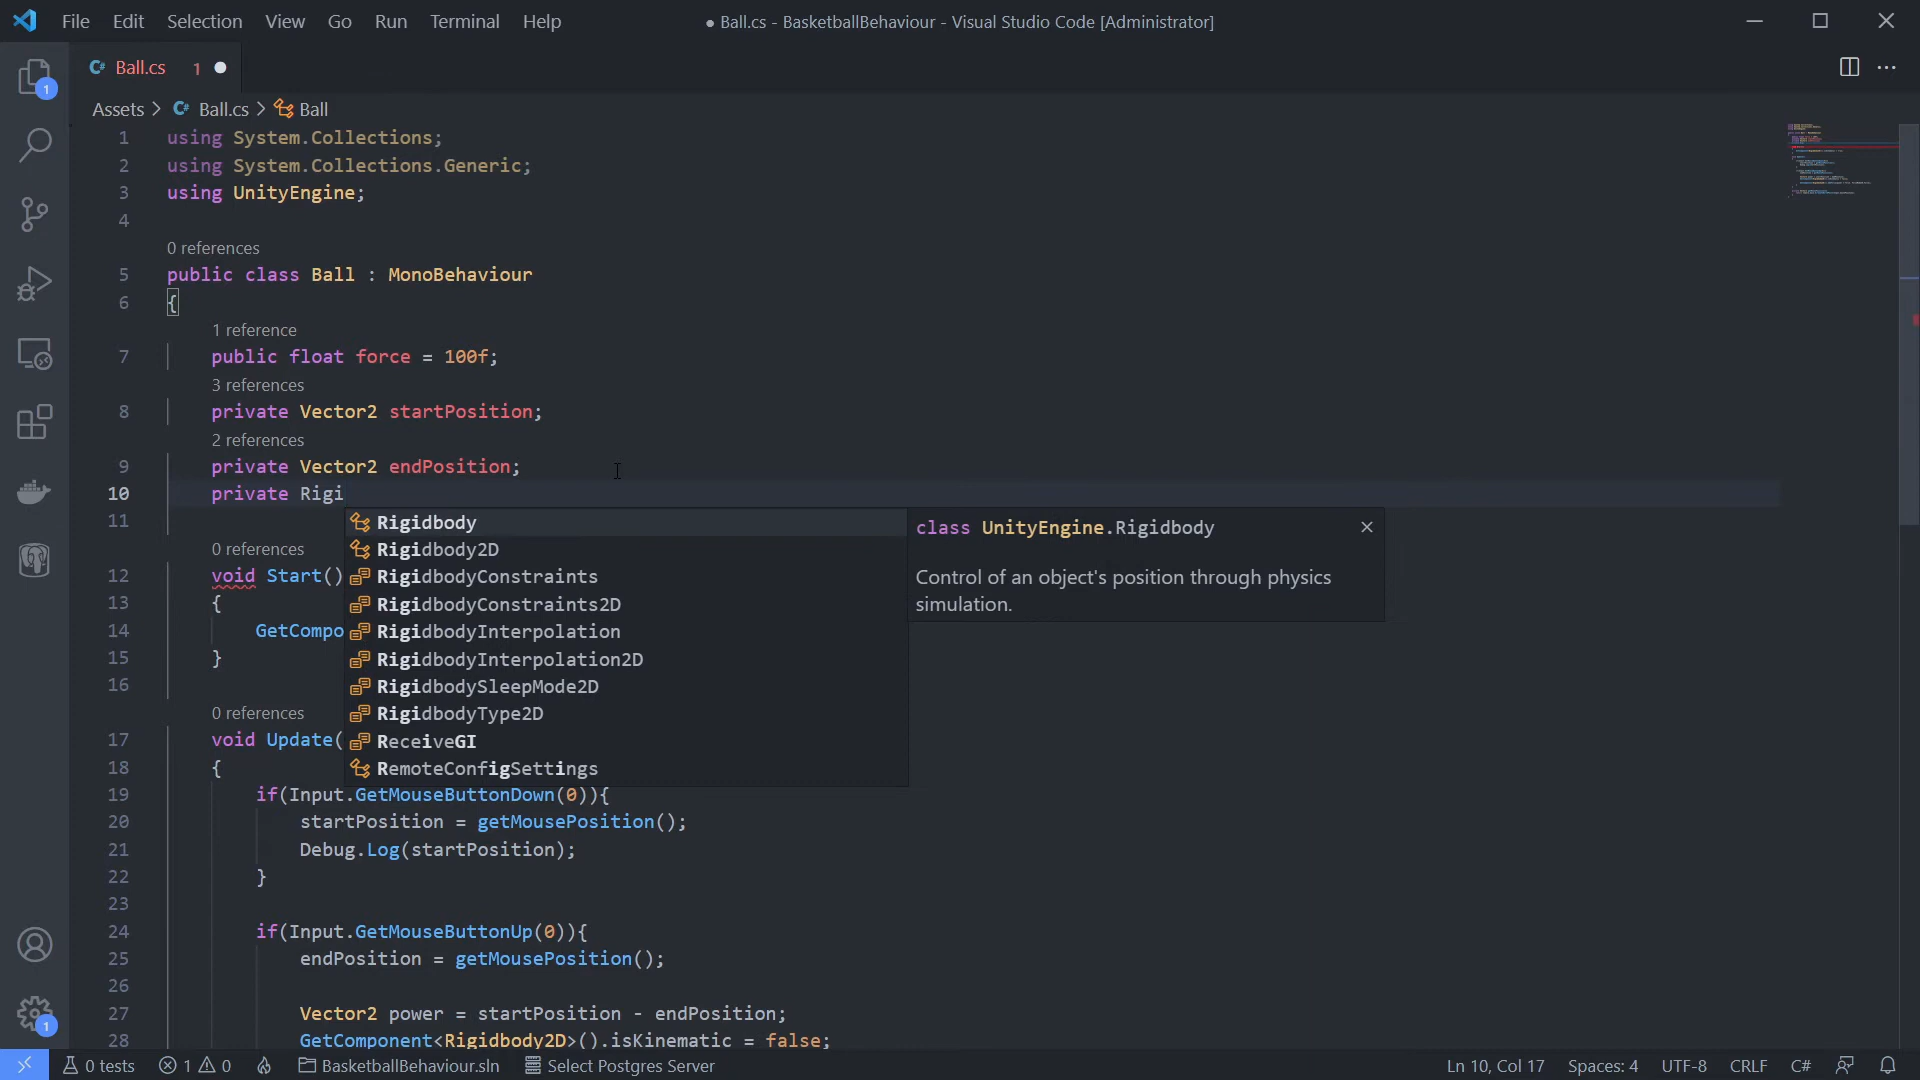 File Edit Selection View Go Run Terminal Help ● Ball.cs - BasketballBehaviour - Visual Studio Code [Administrator]
1
C# Ball.cs 1 ●
Assets > C# Ball.cs > Ball
1 using System.Collections;
2 using System.Collections.Generic;
3 using UnityEngine;
4
0 references
5 public class Ball : MonoBehaviour
6 {
1 reference
7 public float force = 100f;
3 references
8 private Vector2 startPosition;
2 references
9 private Vector2 endPosition;
10 private Rigi
11
Rigidbody
Rigidbody2D
RigidbodyConstraints
RigidbodyConstraints2D
RigidbodyInterpolation
RigidbodyInterpolation2D
RigidbodySleepMode2D
RigidbodyType2D
ReceiveGI
RemoteConfigSettings
class UnityEngine.Rigidbody
Control of an object's position through physics
simulation.
0 references
12 void Start()
13 {
14 GetCompo
15 }
16
0 references
17 void Update(
18 {
19 if(Input.GetMouseButtonDown(0)){
20 startPosition = getMousePosition();
21 Debug.Log(startPosition);
22 }
23
24 if(Input.GetMouseButtonUp(0)){
25 endPosition = getMousePosition();
26
27 Vector2 power = startPosition - endPosition;
28 GetComponent<Rigidbody2D>().isKinematic = false;
1
0 tests 1 0 BasketballBehaviour.sln Select Postgres Server Ln 10, Col 17 Spaces: 4 UTF-8 CRLF C#